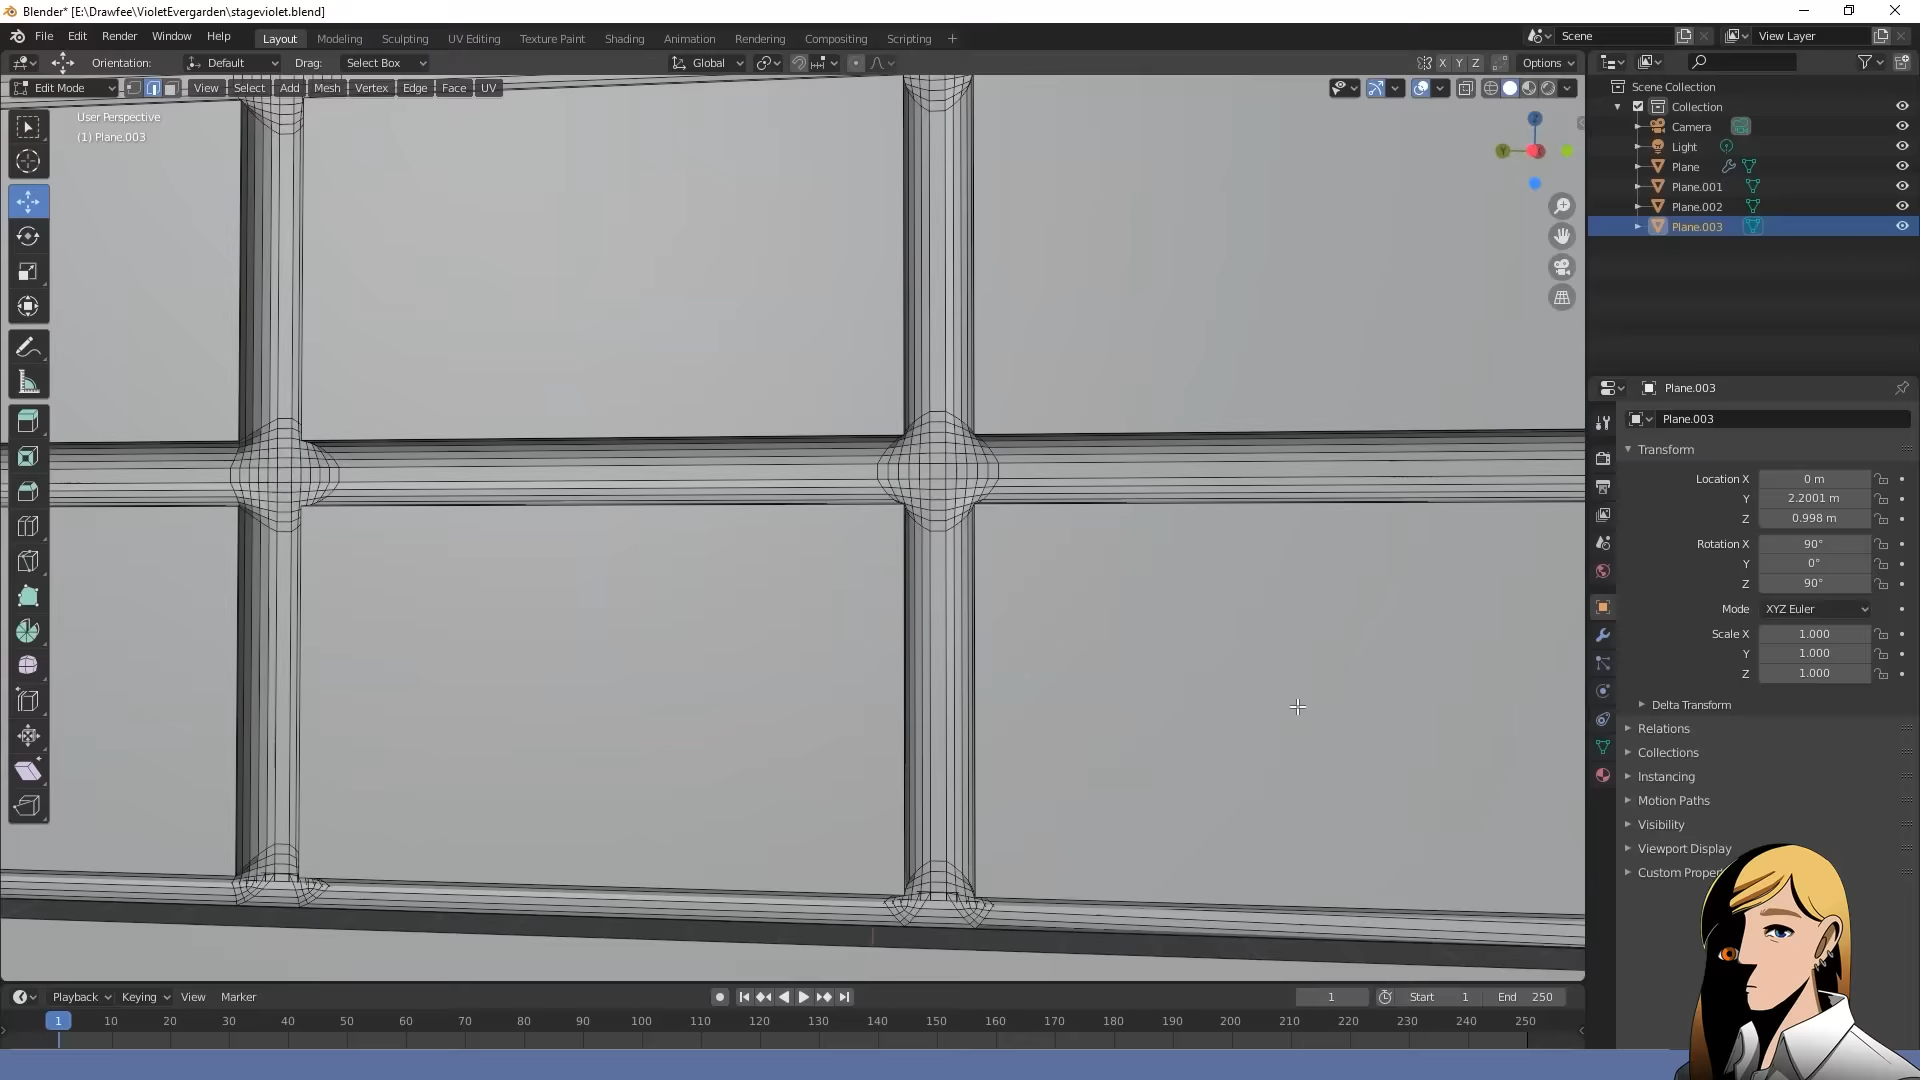 Blender* [E:\Drawfee\VioletEvergarden\stageviolet.blend]
File Edit Render Window Help Layout Modeling Sculpting UV Editing Texture Paint Shading Animation Rendering Compositing Scripting + Scene View Layer
Orientation: Default Drag: Select Box Global X Y Z Options
Edit Mode View Select Add Mesh Vertex Edge Face UV
User Perspective
(1) Plane.003
Z
Y
Scene Collection
Collection
Camera
Light
Plane
Plane.001
Plane.002
Plane.003
Plane.003
Plane.003
Transform
Location X 0 m
Y 2.2001 m
Z 0.998 m
Rotation X 90°
Y 0°
Z 90°
Mode XYZ Euler
Scale X 1.000
Y 1.000
Z 1.000
Delta Transform
Relations
Collections
Instancing
Motion Paths
Visibility
Viewport Display
Custom Proper
Playback Keying View Marker 1 Start 1 End 250
1 10 20 30 40 50 60 70 80 90 100 110 120 130 140 150 160 170 180 190 200 210 220 230 240 250